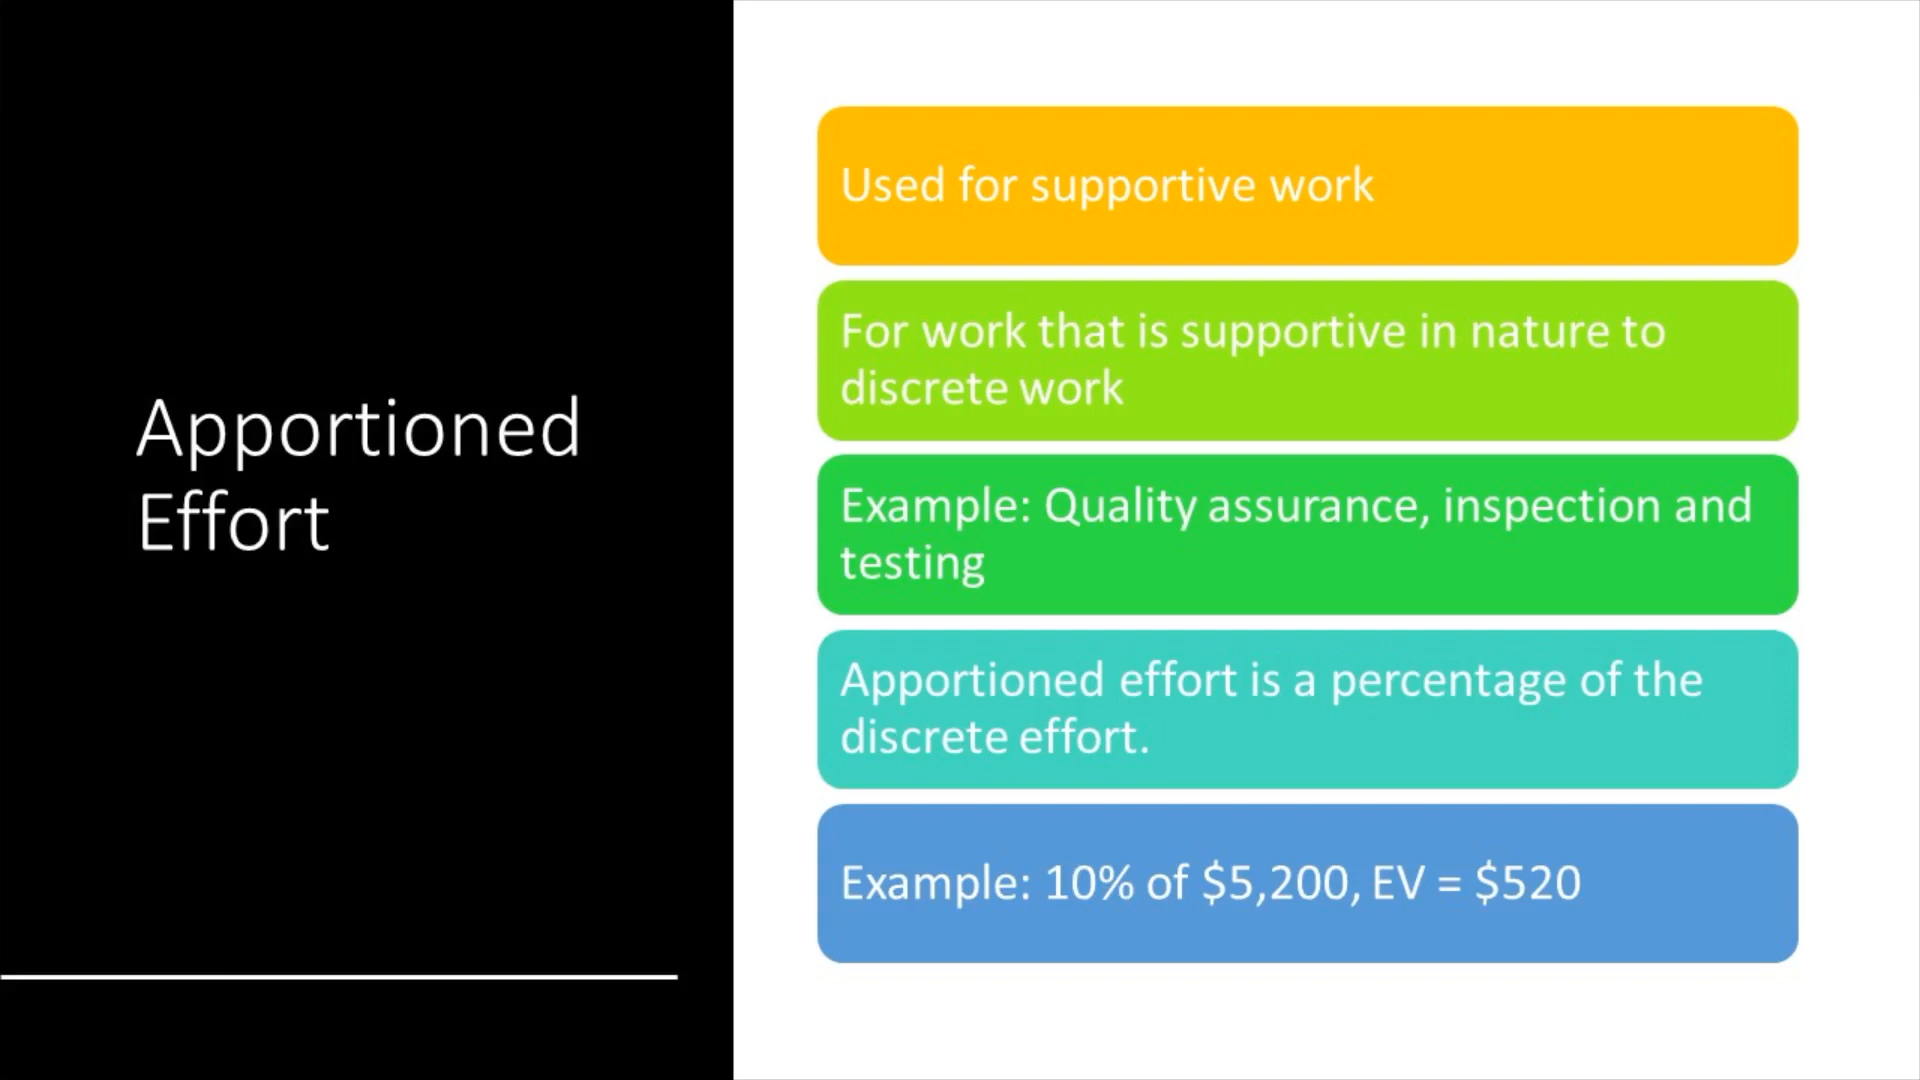 Apportioned
Effort
Used for supportive work
For work that is supportive in nature to
discrete work
Example: Quality assurance, inspection and
testing
Apportioned effort is a percentage of the
discrete effort.
Example: 10% of $5,200, EV = $520